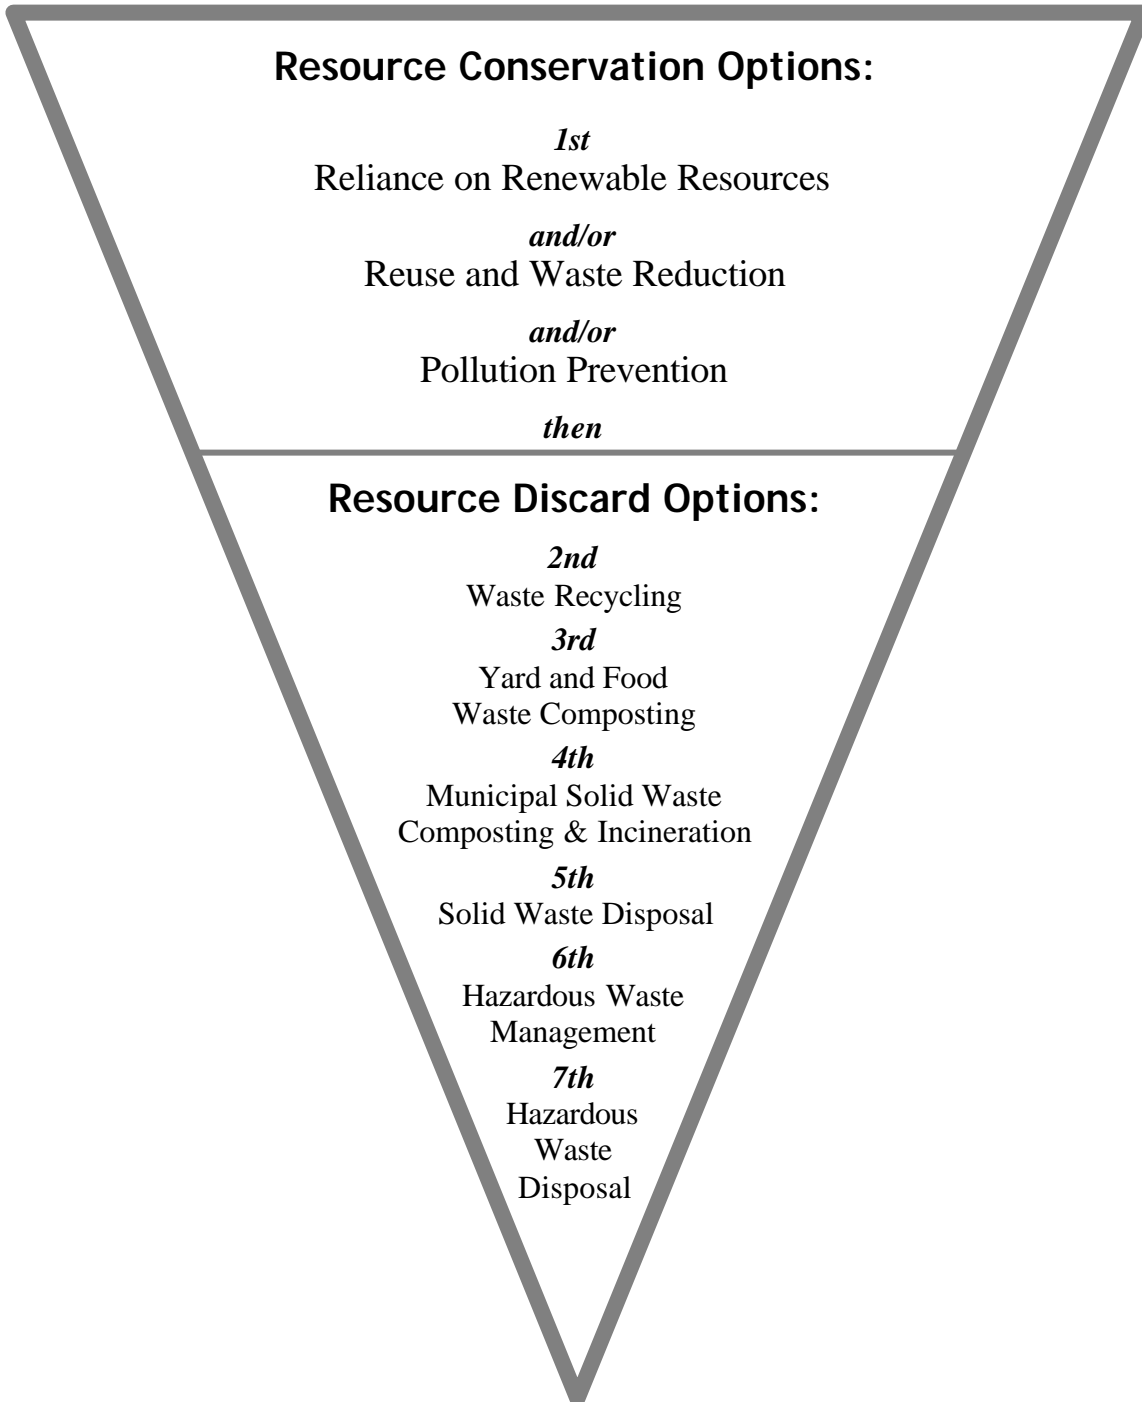 Resource Conservation Options:
1st
Reliance on Renewable Resources
and/or
Reuse and Waste Reduction
and/or
Pollution Prevention
then
Resource Discard Options:
2nd
Waste Recycling
3rd
Yard and Food
Waste Composting
4th
Municipal Solid Waste
Composting & Incineration
5th
Solid Waste Disposal
6th
Hazardous Waste
Management
7th
Hazardous
Waste
Disposal